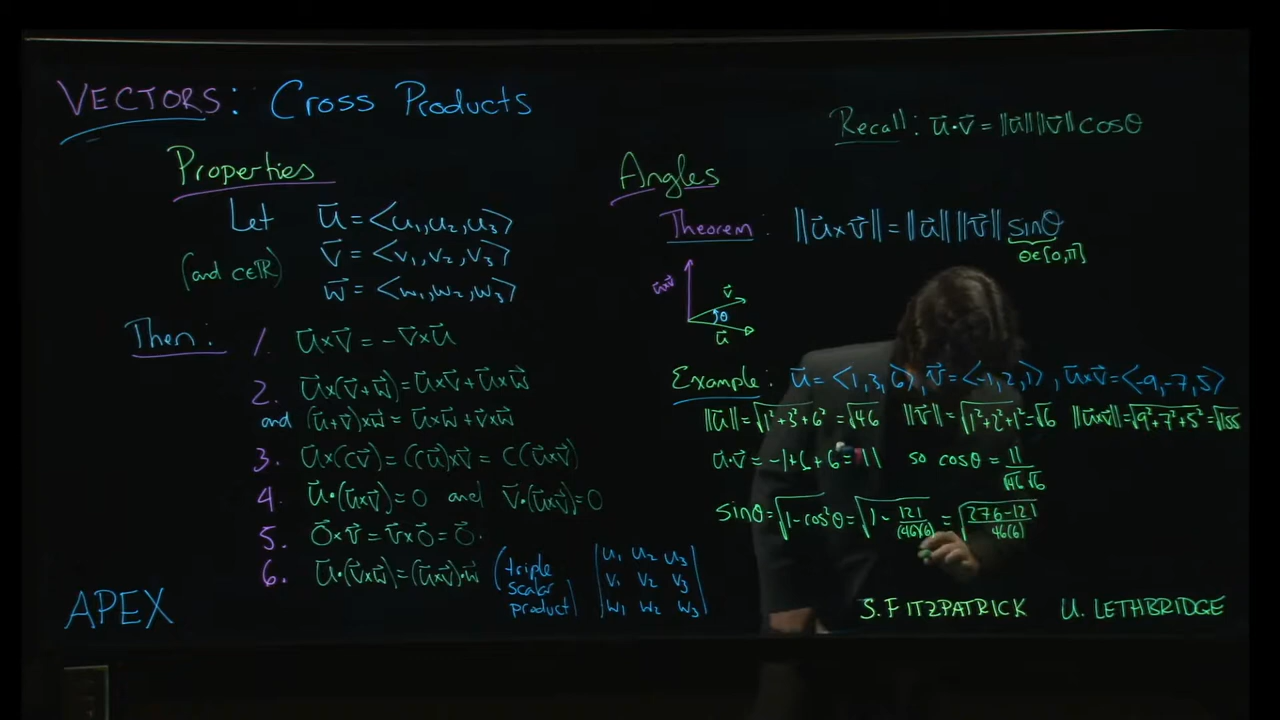 VECTORS: Cross Products
Properties
Let u⃗ = <u₁,u₂,u₃>
v⃗ = <v₁,v₂,v₃>
(and c∈ℝ)
w⃗ = <w₁,w₂,w₃>
Then:
1. u⃗×v⃗ = -v⃗×u⃗
2. u⃗×(v⃗+w⃗) = u⃗×v⃗ + u⃗×w⃗
and (u⃗+v⃗)×w⃗ = u⃗×w⃗ + v⃗×w⃗
3. u⃗×(cv⃗) = (cu⃗)×v⃗ = c(u⃗×v⃗)
4. u⃗•(u⃗×v⃗) = 0 and v⃗•(u⃗×v⃗) = 0
5. 0⃗×v⃗ = v⃗×0⃗ = 0⃗.
6. u⃗•(v⃗×w⃗) = (u⃗×v⃗)•w⃗ (triple scalar product)
|u₁ u₂ u₃|
|v₁ v₂ v₃|
|w₁ w₂ w₃|
APEX
Recall: u⃗•v⃗ = ‖u⃗‖‖v⃗‖cosθ
Angles
Theorem: ‖u⃗×v⃗‖ = ‖u⃗‖ ‖v⃗‖ sinθ
θ∈[0,π]
u⃗×v⃗
v⃗
θ
u⃗
Example: u⃗ = <1,3,6>, v⃗ = <-1,2,1>, u⃗×v⃗ = <-9,-7,5>
‖u⃗‖ = √(1²+3²+6²) = √46 ‖v⃗‖ = √(1²+2²+1²) = √6 ‖u⃗×v⃗‖ = √(9²+7²+5²) = √155
u⃗•v⃗ = -1+6+6 = 11 so cosθ = 11/(√46 √6)
sinθ = √(1-cos²θ) = √(1 - 121/((46)(6))) = √((276-121)/(46(6)))
S. FITZPATRICK U. LETHBRIDGE